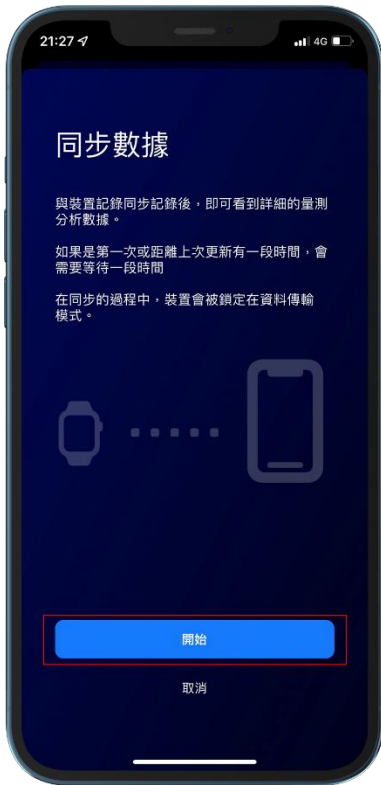 21:27
4G
同步數據
與裝置記錄同步記錄後，即可看到詳細的量測
分析數據。
如果是第一次或距離上次更新有一段時間，會
需要等待一段時間
在同步的過程中，裝置會被鎖定在資料傳輸
模式。
開始
取消